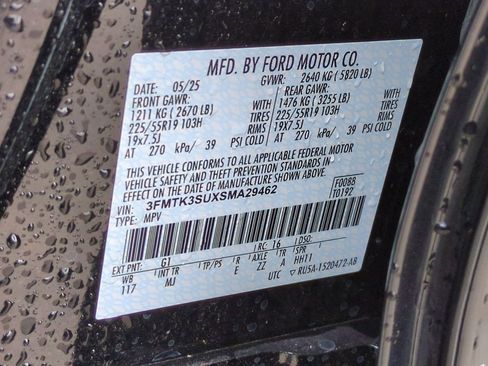 MFD. BY FORD MOTOR CO.
DATE: 05/25 GVWR: 2640 KG (5820 LB)
FRONT GAWR: REAR GAWR:
1211 KG (2670 LB) WITH 1476 KG (3255 LB) WITH
225/55R19 103H TIRES 225/55R19 103H TIRES
19x7.5J RIMS 19x7.5J RIMS
AT 270 kPa/ 39 PSI COLD AT 270 kPa/ 39 PSI COLD
THIS VEHICLE CONFORMS TO ALL APPLICABLE FEDERAL MOTOR
VEHICLE SAFETY AND THEFT PREVENTION STANDARDS IN
EFFECT ON THE DATE OF MANUFACTURE SHOWN ABOVE.
VIN: 3FMTK3SUXSMA29462 F0088
TYPE: MPV T0192
EXT PNT: G1 RC: 16 DSO:
WB INT TR TP/PS R AXLE TR SPR
117 MJ E ZZ A HH11
UTC RU5A-1520472-AB